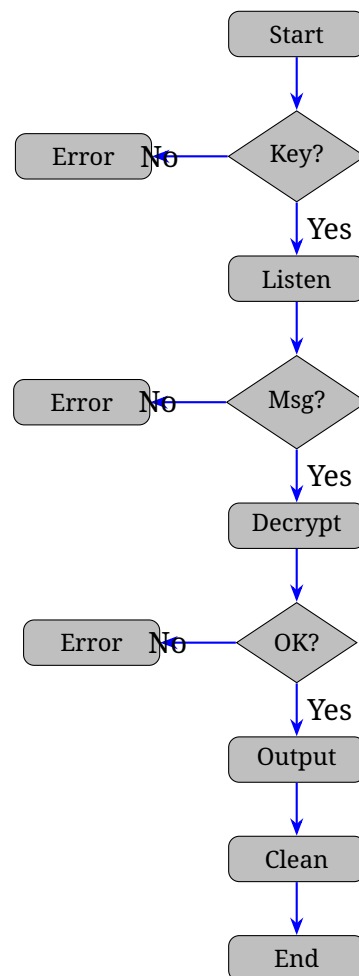 Start
Key?
No
Error
Yes
Listen
Msg?
No
Error
Yes
Decrypt
OK?
No
Error
Yes
Output
Clean
End